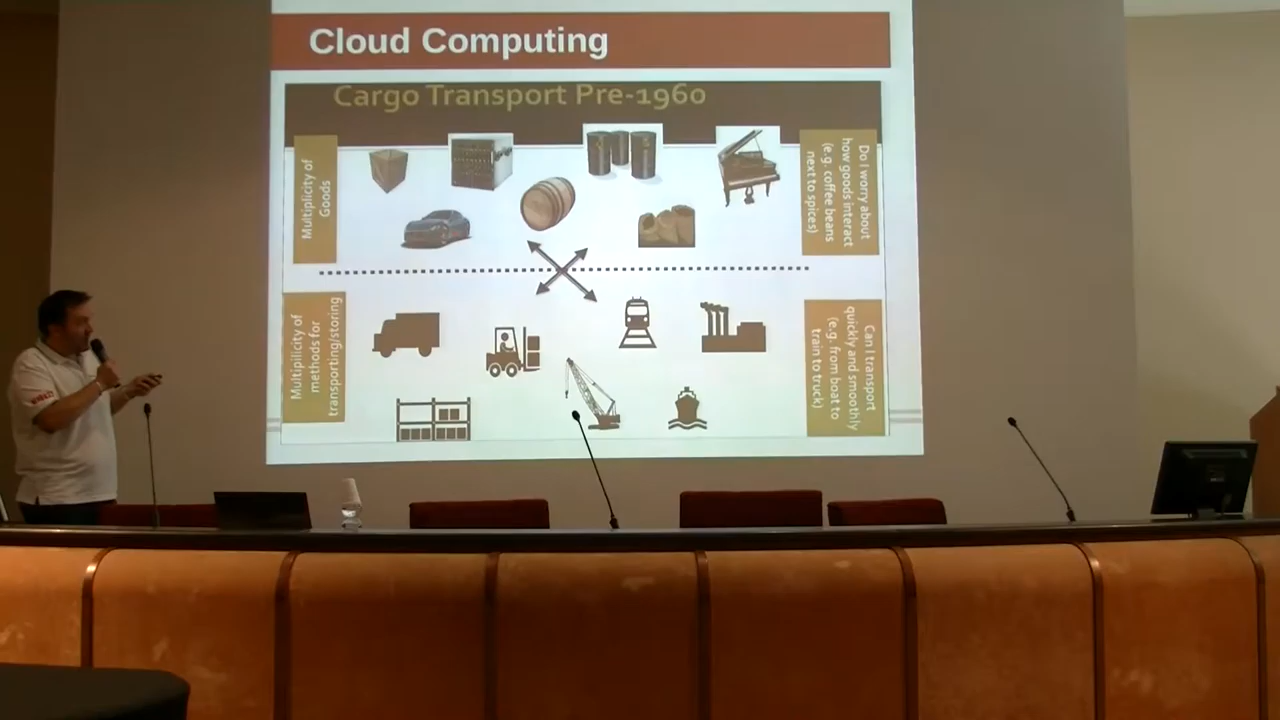 Cloud Computing
Cargo Transport Pre-1960
Multiplicity of
Goods
Do I worry about
how goods interact
(e.g. coffee beans
next to spices)
Multipilicity of
methods for
transporting/storing
Can I transport
quickly and smoothly
(e.g. from boat to
train to truck)